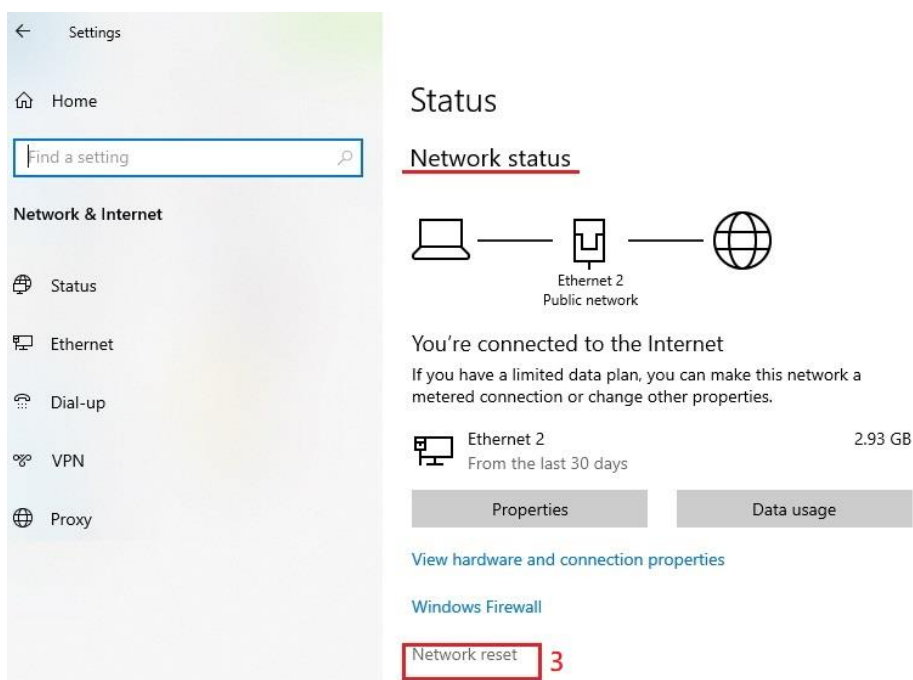 Settings
Home
Find a setting
Network & Internet
Status
Ethernet
Dial-up
VPN
Proxy
Status
Network status
Ethernet 2
Public network
You're connected to the Internet
If you have a limited data plan, you can make this network a
metered connection or change other properties.
Ethernet 2 2.93 GB
From the last 30 days
Properties Data usage
View hardware and connection properties
Windows Firewall
Network reset 3